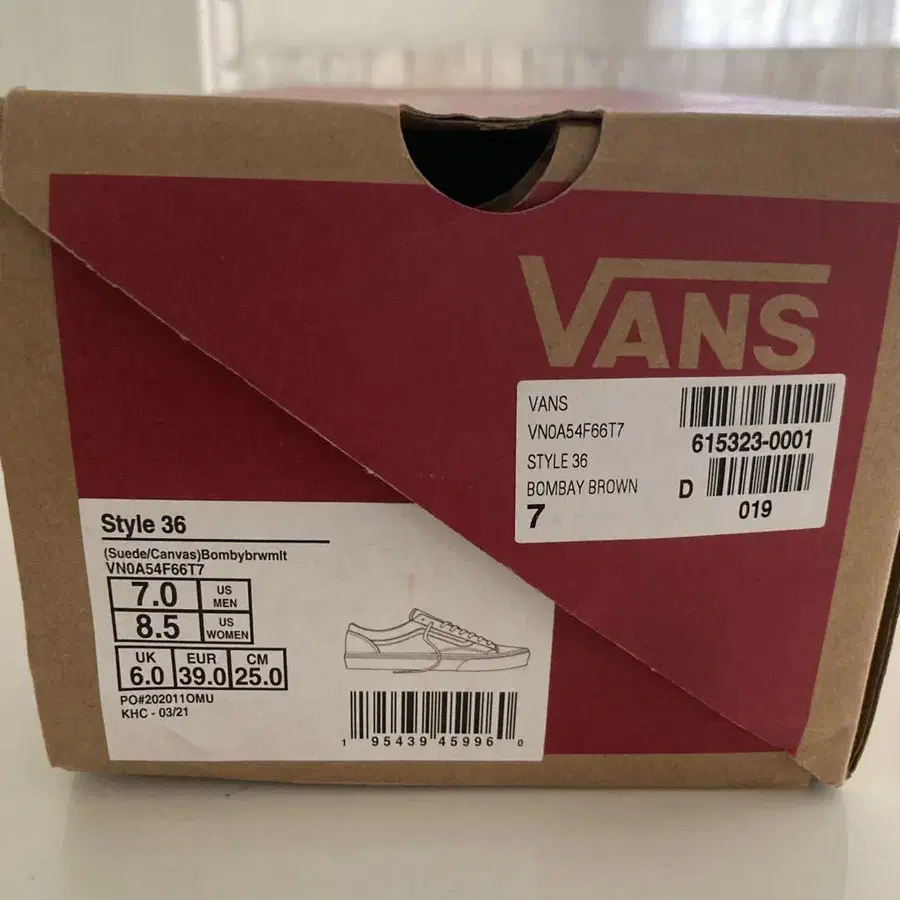 VANS
VANS
VN0A54F66T7
STYLE 36
BOMBAY BROWN
7
615323-0001
D
019
Style 36
(Suede/Canvas)Bombybrwmlt
VN0A54F66T7
7.0 US MEN
8.5 US WOMEN
UK EUR CM
6.0 39.0 25.0
PO#202011OMU
KHC - 03/21
1 95439 45996 0